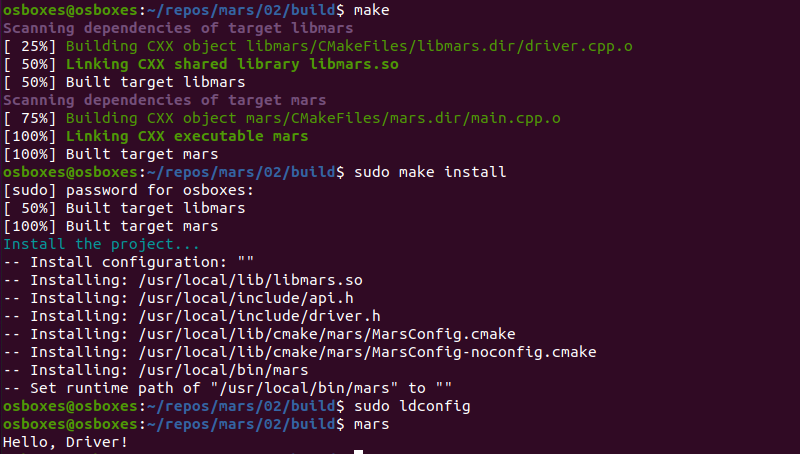 osboxes@osboxes:~/repos/mars/02/build$ make
Scanning dependencies of target libmars
[ 25%] Building CXX object libmars/CMakeFiles/libmars.dir/driver.cpp.o
[ 50%] Linking CXX shared library libmars.so
[ 50%] Built target libmars
Scanning dependencies of target mars
[ 75%] Building CXX object mars/CMakeFiles/mars.dir/main.cpp.o
[100%] Linking CXX executable mars
[100%] Built target mars
osboxes@osboxes:~/repos/mars/02/build$ sudo make install
[sudo] password for osboxes:
[ 50%] Built target libmars
[100%] Built target mars
Install the project...
-- Install configuration: ""
-- Installing: /usr/local/lib/libmars.so
-- Installing: /usr/local/include/api.h
-- Installing: /usr/local/include/driver.h
-- Installing: /usr/local/lib/cmake/mars/MarsConfig.cmake
-- Installing: /usr/local/lib/cmake/mars/MarsConfig-noconfig.cmake
-- Installing: /usr/local/bin/mars
-- Set runtime path of "/usr/local/bin/mars" to ""
osboxes@osboxes:~/repos/mars/02/build$ sudo ldconfig
osboxes@osboxes:~/repos/mars/02/build$ mars
Hello, Driver!